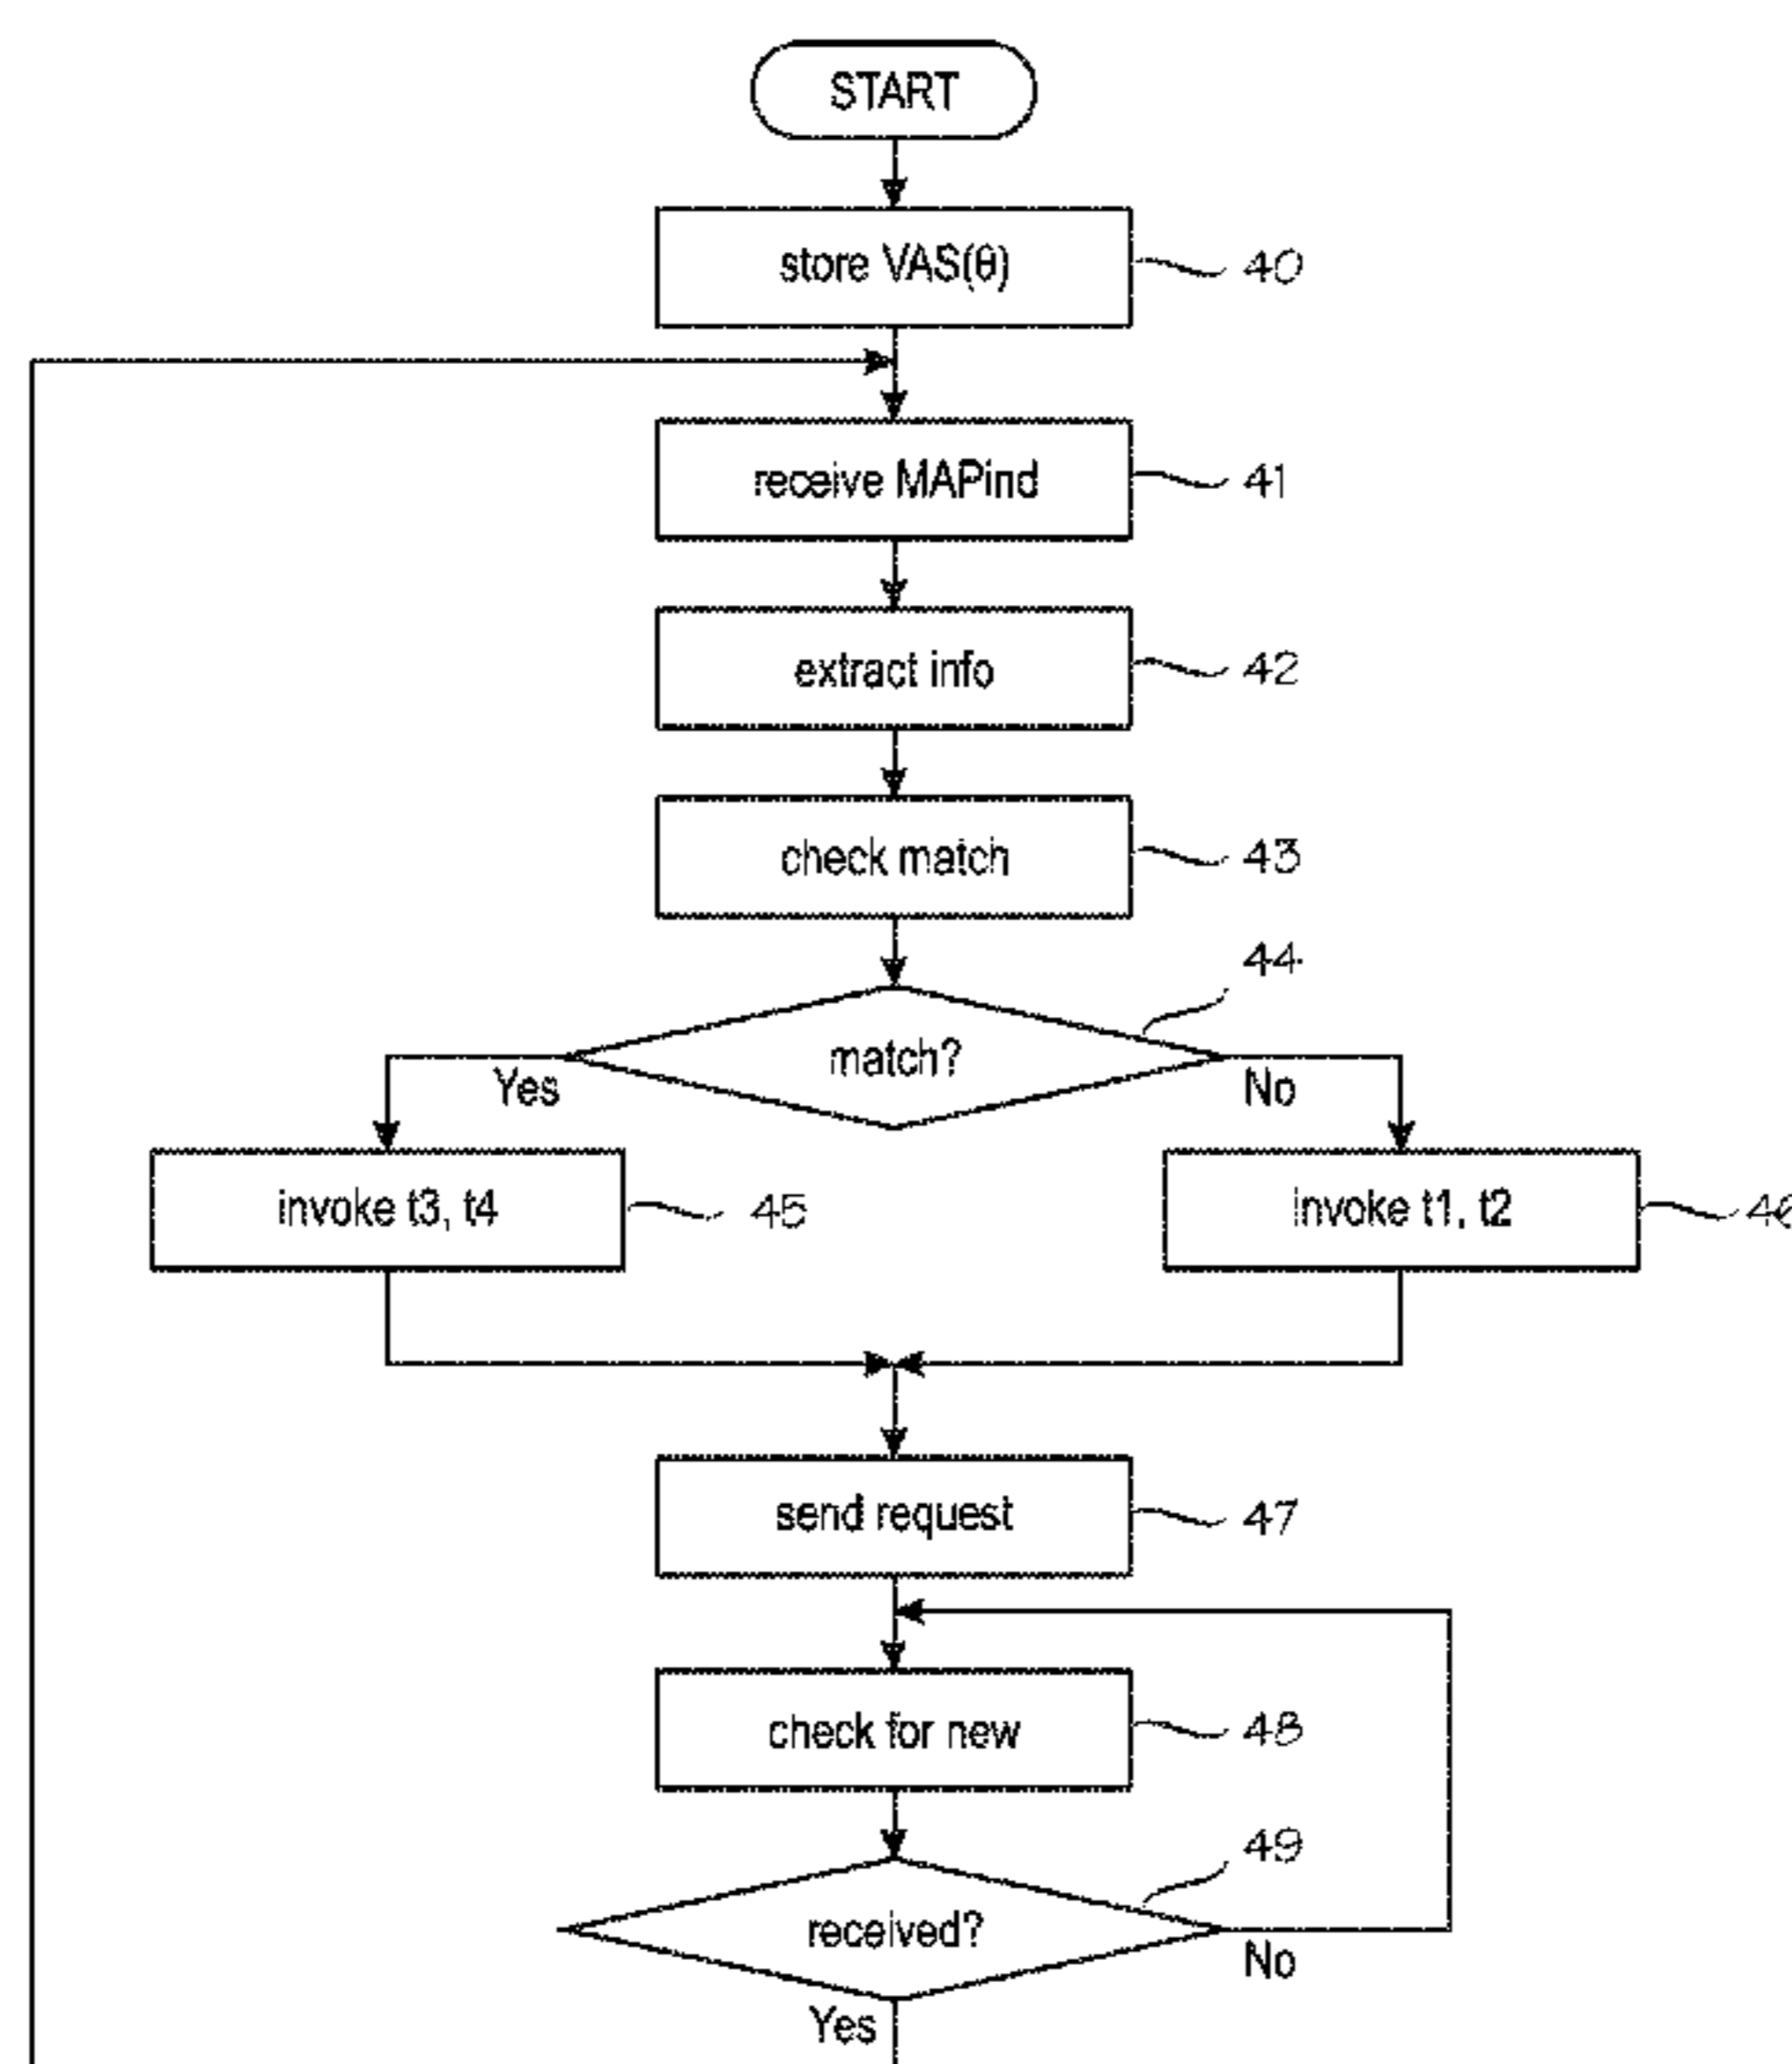 START
store VAS(θ)
40
receive MAPind
41
extract info
42
check match
43
44
match?
Yes
No
invoke t3, t4
45
invoke t1, t2
send request
47
check for new
48
49
received?
No
Yes